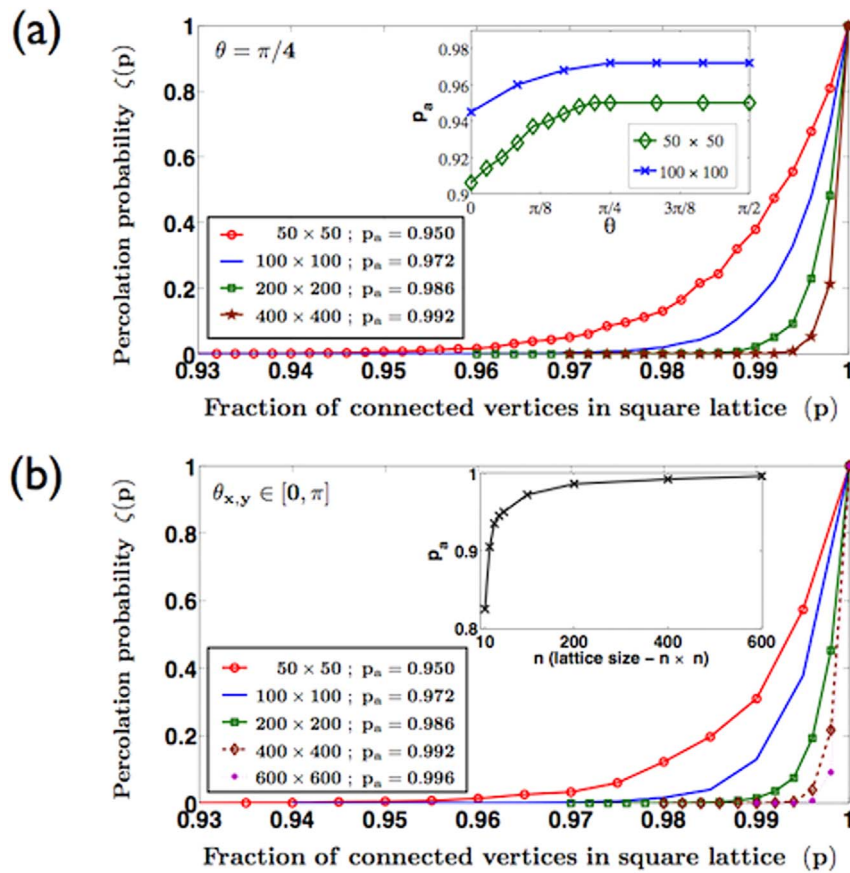 (a)
θ = π/4
Percolation probability ζ(p)
1
0.8
0.6
0.4
0.2
0
0.98
0.96
0.94
0.92
0.9
p_a
0 π/8 π/4 3π/8 π/2
θ
50 × 50
100 × 100
50 × 50 ; p_a = 0.950
100 × 100 ; p_a = 0.972
200 × 200 ; p_a = 0.986
400 × 400 ; p_a = 0.992
0.93 0.94 0.95 0.96 0.97 0.98 0.99 1
Fraction of connected vertices in square lattice (p)
(b)
θ_x,y ∈ [0, π]
Percolation probability ζ(p)
1
0.8
0.6
0.4
0.2
0
1
0.9
0.8
p_a
10 200 400 600
n (lattice size – n × n)
50 × 50 ; p_a = 0.950
100 × 100 ; p_a = 0.972
200 × 200 ; p_a = 0.986
400 × 400 ; p_a = 0.992
600 × 600 ; p_a = 0.996
0.93 0.94 0.95 0.96 0.97 0.98 0.99 1
Fraction of connected vertices in square lattice (p)